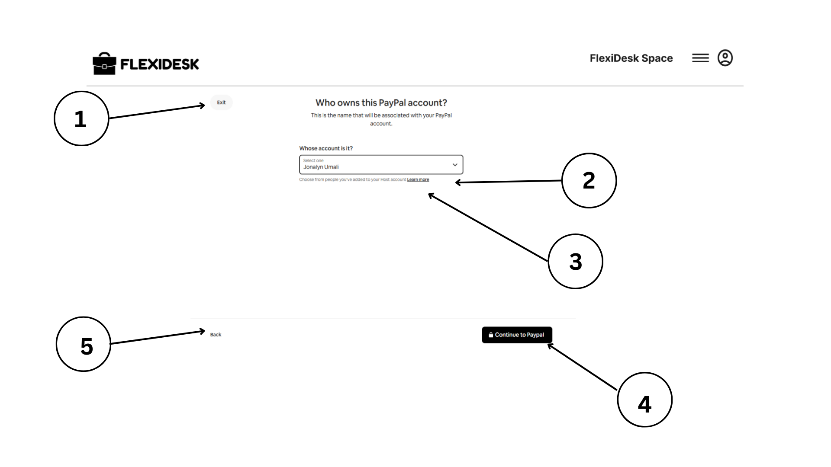 FLEXIDESK
FlexiDesk Space
1
Exit
Who owns this PayPal account?
This is the name that will be associated with your PayPal
account.
Whose account is it?
Select one
Jonalyn Umali
Choose from people you've added to your Host account Learn more
2
3
5
Back
Continue to Paypal
4